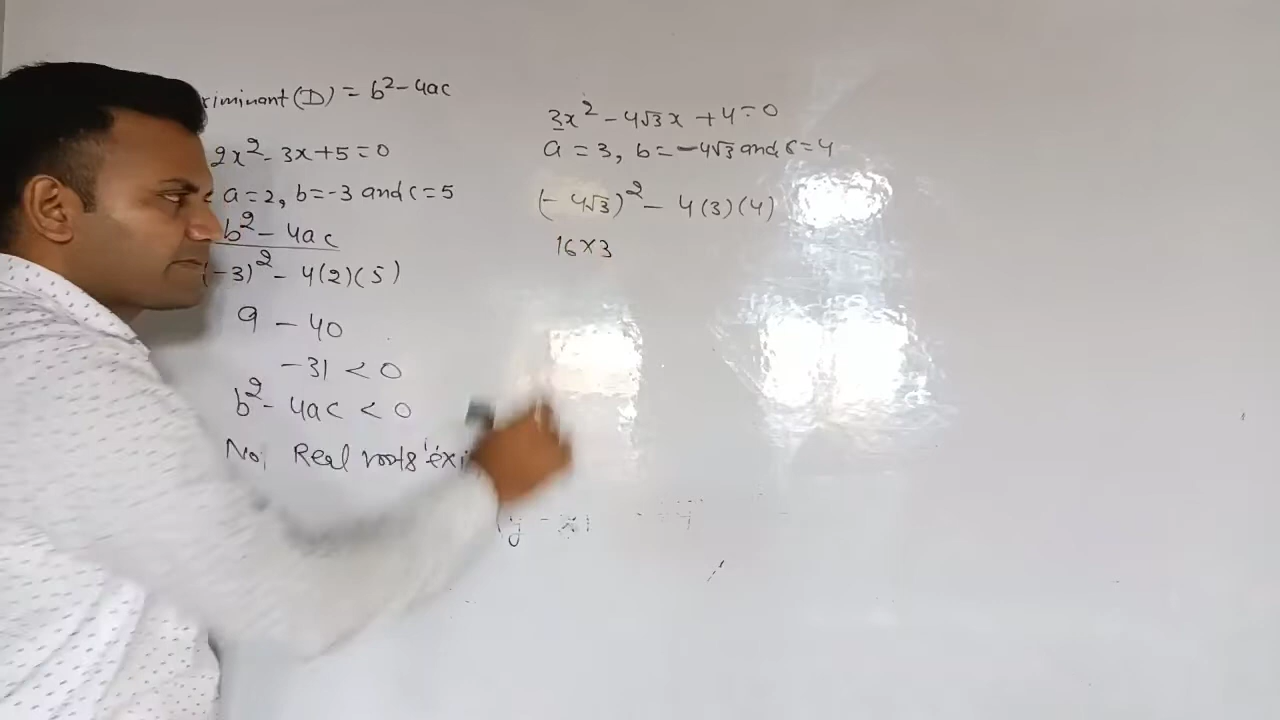 riminant (D) = b² - 4ac
2x² - 3x + 5 = 0
a = 2, b = -3 and c = 5
b² - 4ac
(-3)² - 4(2)(5)
9 - 40
-31 < 0
b² - 4ac < 0
No, Real roots exi
3x² - 4√3x + 4 = 0
a = 3, b = -4√3 and c = 4
(-4√3)² - 4(3)(4)
16×3